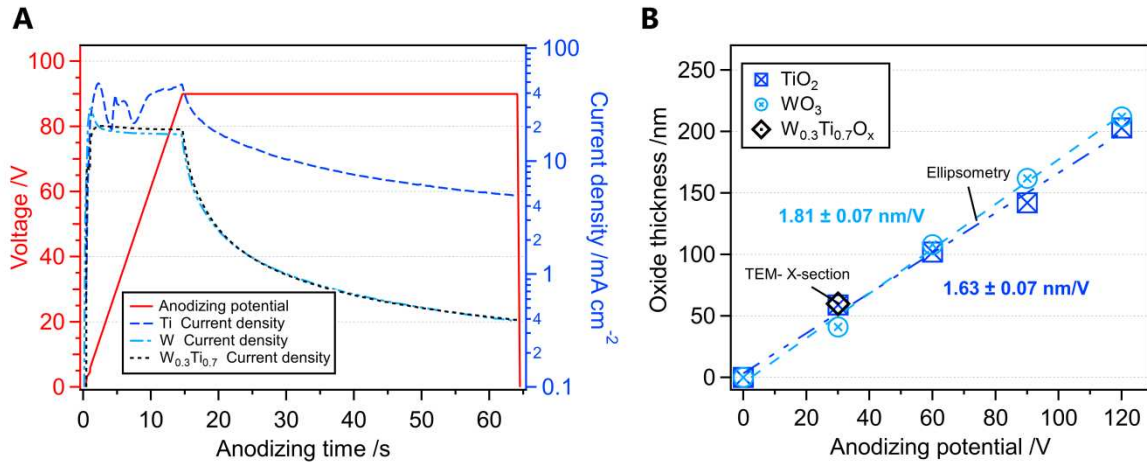 A
100
80
60
40
20
0
Voltage /V
Anodizing potential
Ti Current density
W Current density
W0.3Ti0.7 Current density
0
10
20
30
40
50
60
Anodizing time /s
100
4
2
10
4
2
1
4
2
0.1
Current density /mA cm-2
B
250
200
150
100
50
0
Oxide thickness /nm
TiO2
WO3
W0.3Ti0.7Ox
Ellipsometry
1.81 ± 0.07 nm/V
TEM- X-section
1.63 ± 0.07 nm/V
0
20
40
60
80
100
120
Anodizing potential /V